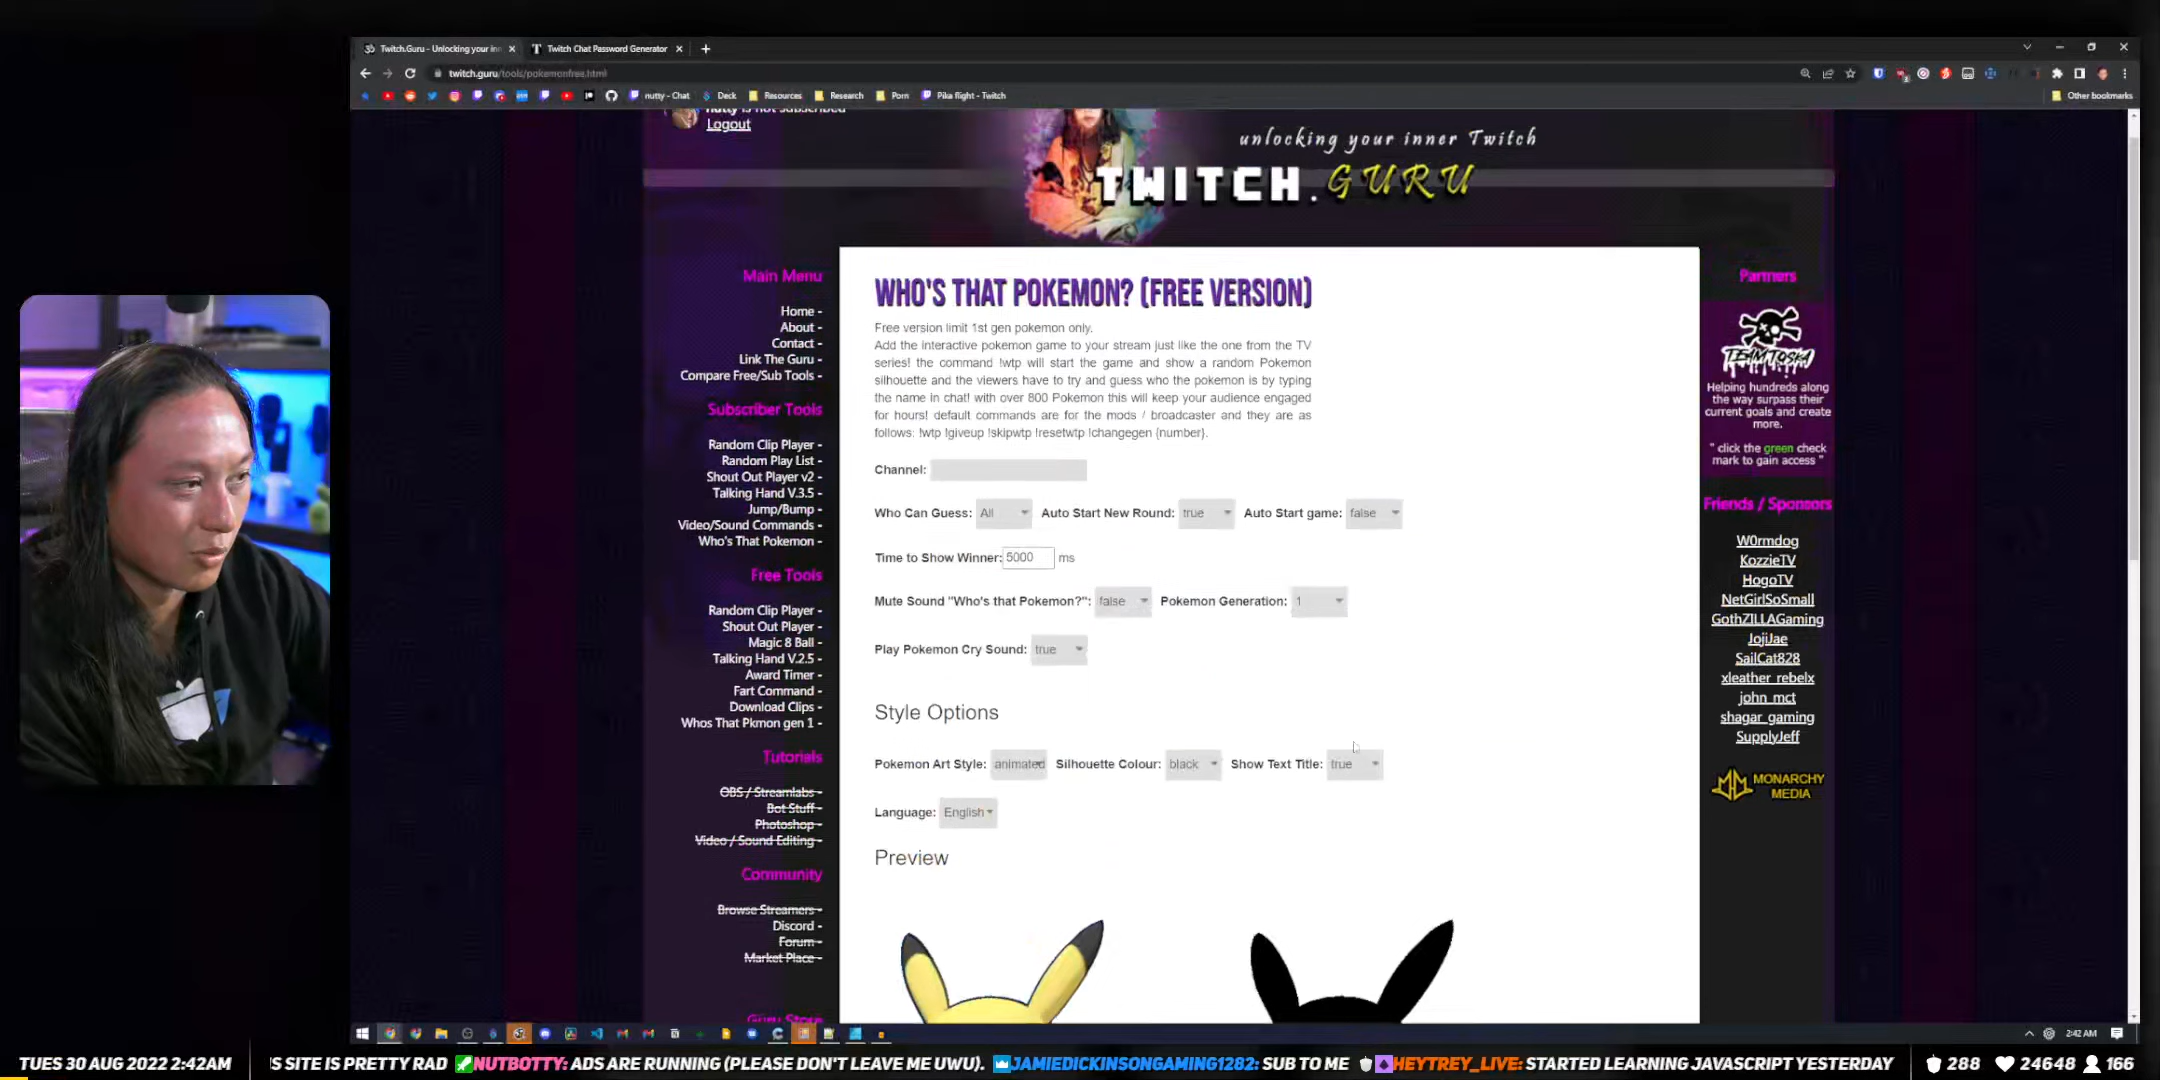 Twitch.Guru - Unlocking your inn
Twitch Chat Password Generator
twitch.guru/tools/pokemonfree.html
nutty - Chat
Deck
Resources
Research
Porn
Pika flight - Twitch
Other bookmarks
nutty is not subscribed
Logout
unlocking your inner Twitch
TWITCH.GURU
Main Menu
Home -
About -
Contact -
Link The Guru -
Compare Free/Sub Tools -
Subscriber Tools
Random Clip Player -
Random Play List -
Shout Out Player v2 -
Talking Hand V.3.5 -
Jump/Bump -
Video/Sound Commands -
Who's That Pokemon -
Free Tools
Random Clip Player -
Shout Out Player -
Magic 8 Ball -
Talking Hand V.2.5 -
Award Timer -
Fart Command -
Download Clips -
Whos That Pkmon gen 1 -
Tutorials
OBS / Streamlabs -
Bot Stuff -
Photoshop -
Video / Sound Editing -
Community
Browse Streamers -
Discord -
Forum -
Market Place -
Guru Store
WHO'S THAT POKEMON? (FREE VERSION)
Free version limit 1st gen pokemon only.
Add the interactive pokemon game to your stream just like the one from the TV
series! the command !wtp will start the game and show a random Pokemon
silhouette and the viewers have to try and guess who the pokemon is by typing
the name in chat! with over 800 Pokemon this will keep your audience engaged
for hours! default commands are for the mods / broadcaster and they are as
follows: !wtp !giveup !skipwtp !resetwtp !changegen {number}.
Channel:
Who Can Guess: All Auto Start New Round: true Auto Start game: false
Time to Show Winner: 5000 ms
Mute Sound "Who's that Pokemon?": false Pokemon Generation: 1
Play Pokemon Cry Sound: true
Style Options
Pokemon Art Style: animated Silhouette Colour: black Show Text Title: true
Language: English
Preview
Partners
TEAM TOSKA
Helping hundreds along
the way surpass their
current goals and create
more.
" click the green check
mark to gain access "
Friends / Sponsors
W0rmdog
KozzieTV
HogoTV
NetGirlSoSmall
GothZILLAGaming
JojiJae
SailCat828
xleather_rebelx
john_mct
shagar_gaming
SupplyJeff
MONARCHY
MEDIA
2:42 AM
TUES 30 AUG 2022 2:42AM
IS SITE IS PRETTY RAD NUTBOTTY: ADS ARE RUNNING (PLEASE DON'T LEAVE ME UWU). JAMIEDICKINSONGAMING1282: SUB TO ME HEYTREY_LIVE: STARTED LEARNING JAVASCRIPT YESTERDAY
288 24648 166